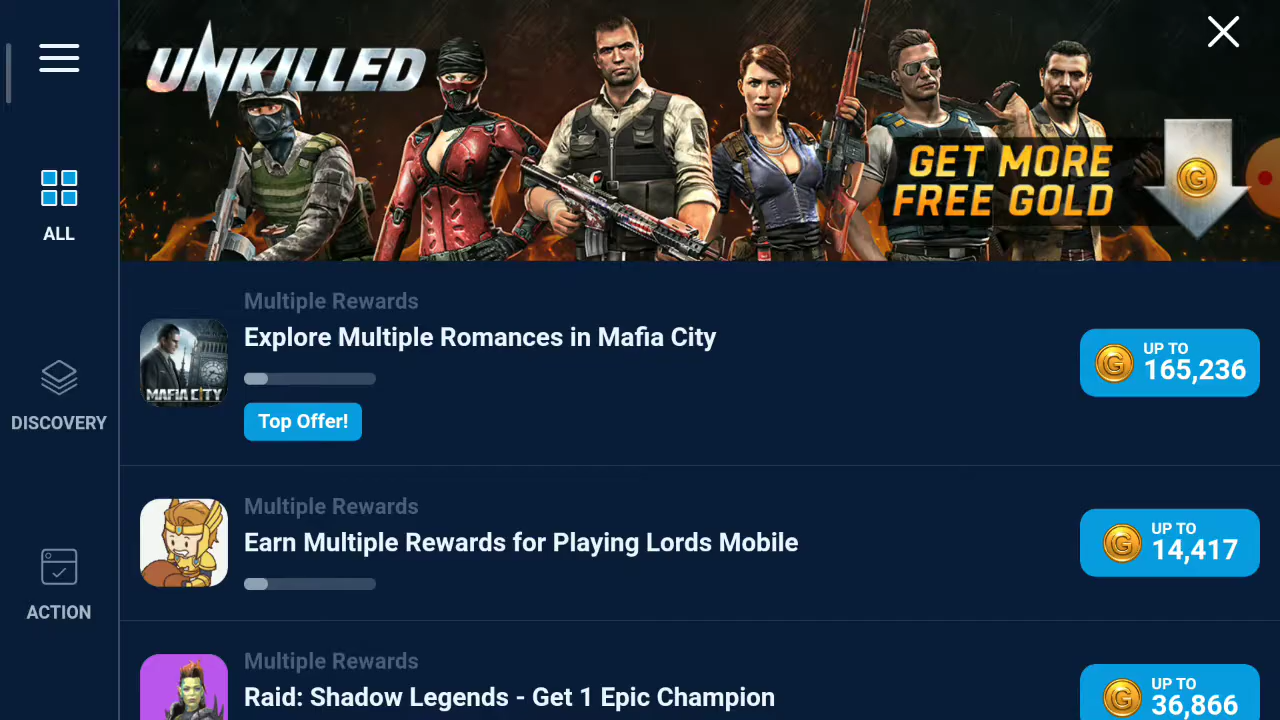 UNKILLED
GET MORE
FREE GOLD
G
ALL
DISCOVERY
ACTION
Multiple Rewards
Explore Multiple Romances in Mafia City
Top Offer!
MAFIA CITY
G
UP TO
165,236
Multiple Rewards
Earn Multiple Rewards for Playing Lords Mobile
G
UP TO
14,417
Multiple Rewards
Raid: Shadow Legends - Get 1 Epic Champion
G
UP TO
36,866